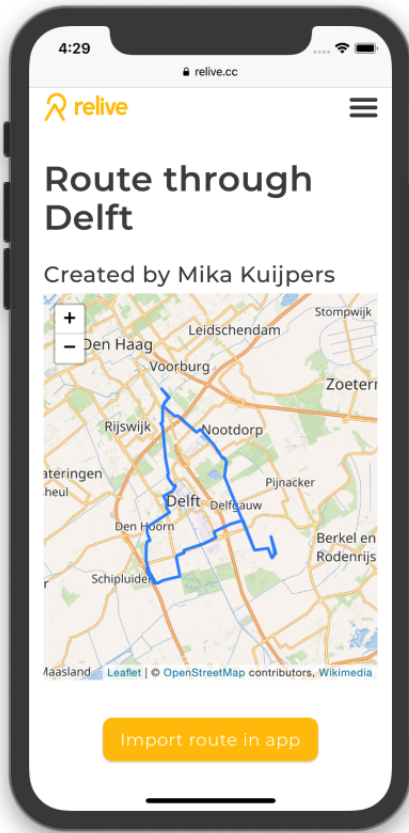 4:29
relive.cc
relive
Route through
Delft
Created by Mika Kuijpers
+
−
Stompwijk
Leidschendam
Den Haag
Voorburg
Zoeterr
Rijswijk
Nootdorp
ateringen
heul
Pijnacker
Delft
Delfgauw
Den Hoorn
Berkel en
Rodenrijs
Schipluiden
Maasland
Leaflet | © OpenStreetMap contributors, Wikimedia
Import route in app